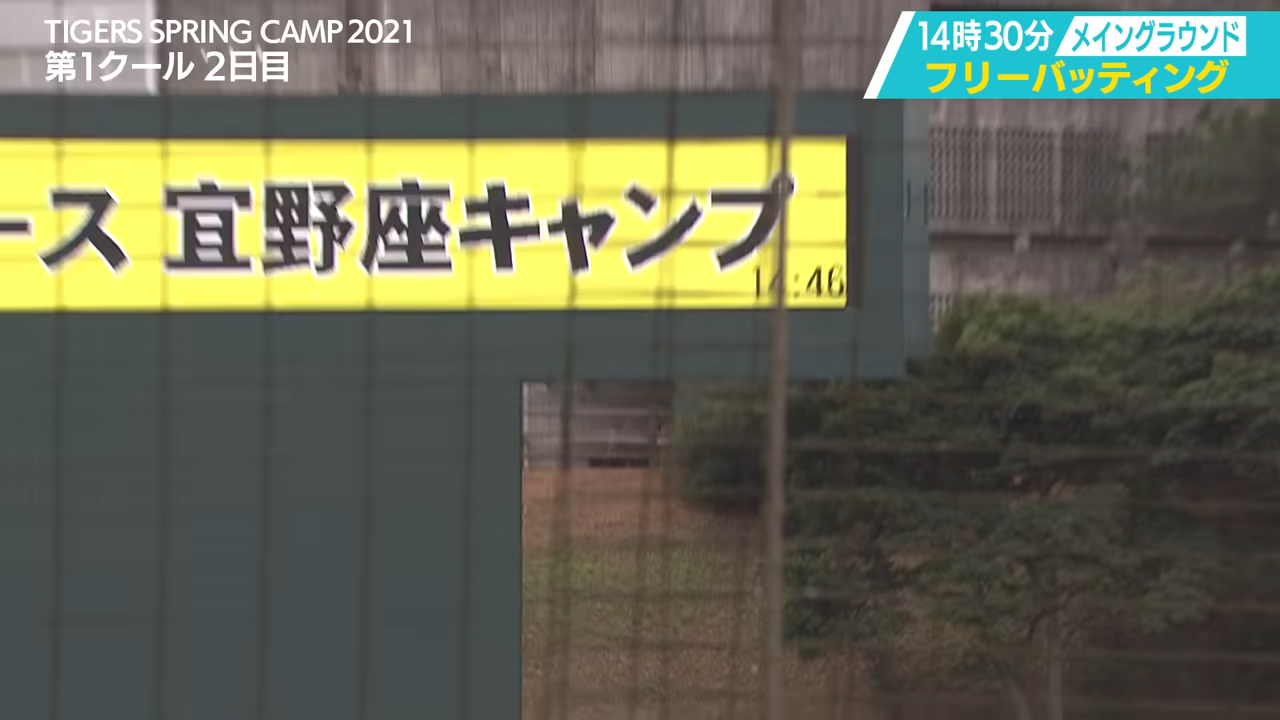 TIGERS SPRING CAMP 2021
第1クール 2日目
14時30分 メイングラウンド
フリーバッティング
ース 宜野座キャンプ
14:46